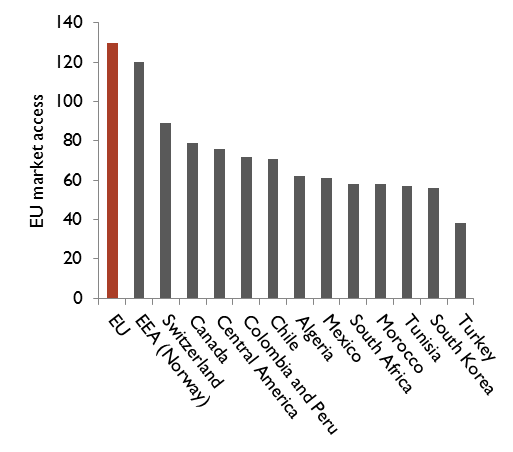 140
120
100
80
60
40
20
0
EU market access
EU
EEA (Norway)
Switzerland
Canada
Central America
Colombia and Peru
Chile
Algeria
Mexico
South Africa
Morocco
Tunisia
South Korea
Turkey